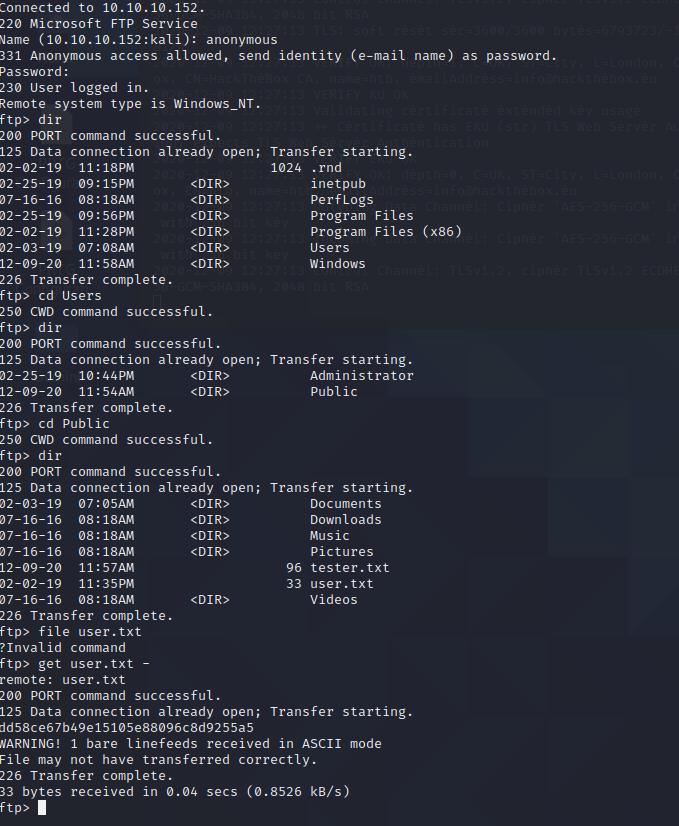 Connected to 10.10.10.152.
220 Microsoft FTP Service
Name (10.10.10.152:kali): anonymous
331 Anonymous access allowed, send identity (e-mail name) as password.
Password:
230 User logged in.
Remote system type is Windows_NT.
ftp> dir
200 PORT command successful.
125 Data connection already open; Transfer starting.
02-02-19  11:18PM                 1024 .rnd
02-25-19  09:15PM       <DIR>          inetpub
07-16-16  08:18AM       <DIR>          PerfLogs
02-25-19  09:56PM       <DIR>          Program Files
02-02-19  11:28PM       <DIR>          Program Files (x86)
02-03-19  07:08AM       <DIR>          Users
12-09-20  11:58AM       <DIR>          Windows
226 Transfer complete.
ftp> cd Users
250 CWD command successful.
ftp> dir
200 PORT command successful.
125 Data connection already open; Transfer starting.
02-25-19  10:44PM       <DIR>          Administrator
12-09-20  11:54AM       <DIR>          Public
226 Transfer complete.
ftp> cd Public
250 CWD command successful.
ftp> dir
200 PORT command successful.
125 Data connection already open; Transfer starting.
02-03-19  07:05AM       <DIR>          Documents
07-16-16  08:18AM       <DIR>          Downloads
07-16-16  08:18AM       <DIR>          Music
07-16-16  08:18AM       <DIR>          Pictures
12-09-20  11:57AM                   96 tester.txt
02-02-19  11:35PM                   33 user.txt
07-16-16  08:18AM       <DIR>          Videos
226 Transfer complete.
ftp> file user.txt
?Invalid command
ftp> get user.txt -
remote: user.txt
200 PORT command successful.
125 Data connection already open; Transfer starting.
dd58ce67b49e15105e88096c8d9255a5
WARNING! 1 bare linefeeds received in ASCII mode
File may not have transferred correctly.
226 Transfer complete.
33 bytes received in 0.04 secs (0.8526 kB/s)
ftp>